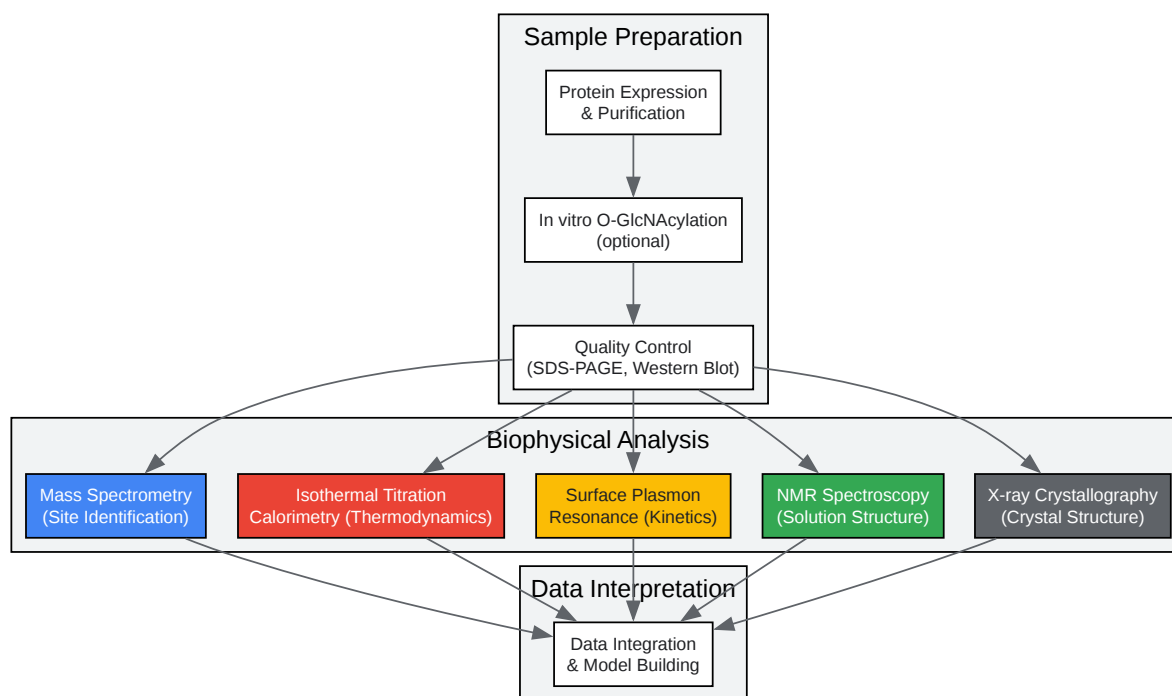 Sample Preparation
Protein Expression
& Purification
In vitro O-GlcNAcylation
(optional)
Quality Control
(SDS-PAGE, Western Blot)
Biophysical Analysis
Mass Spectrometry
(Site Identification)
Isothermal Titration
Calorimetry (Thermodynamics)
Surface Plasmon
Resonance (Kinetics)
NMR Spectroscopy
(Solution Structure)
X-ray Crystallography
(Crystal Structure)
Data Interpretation
Data Integration
& Model Building